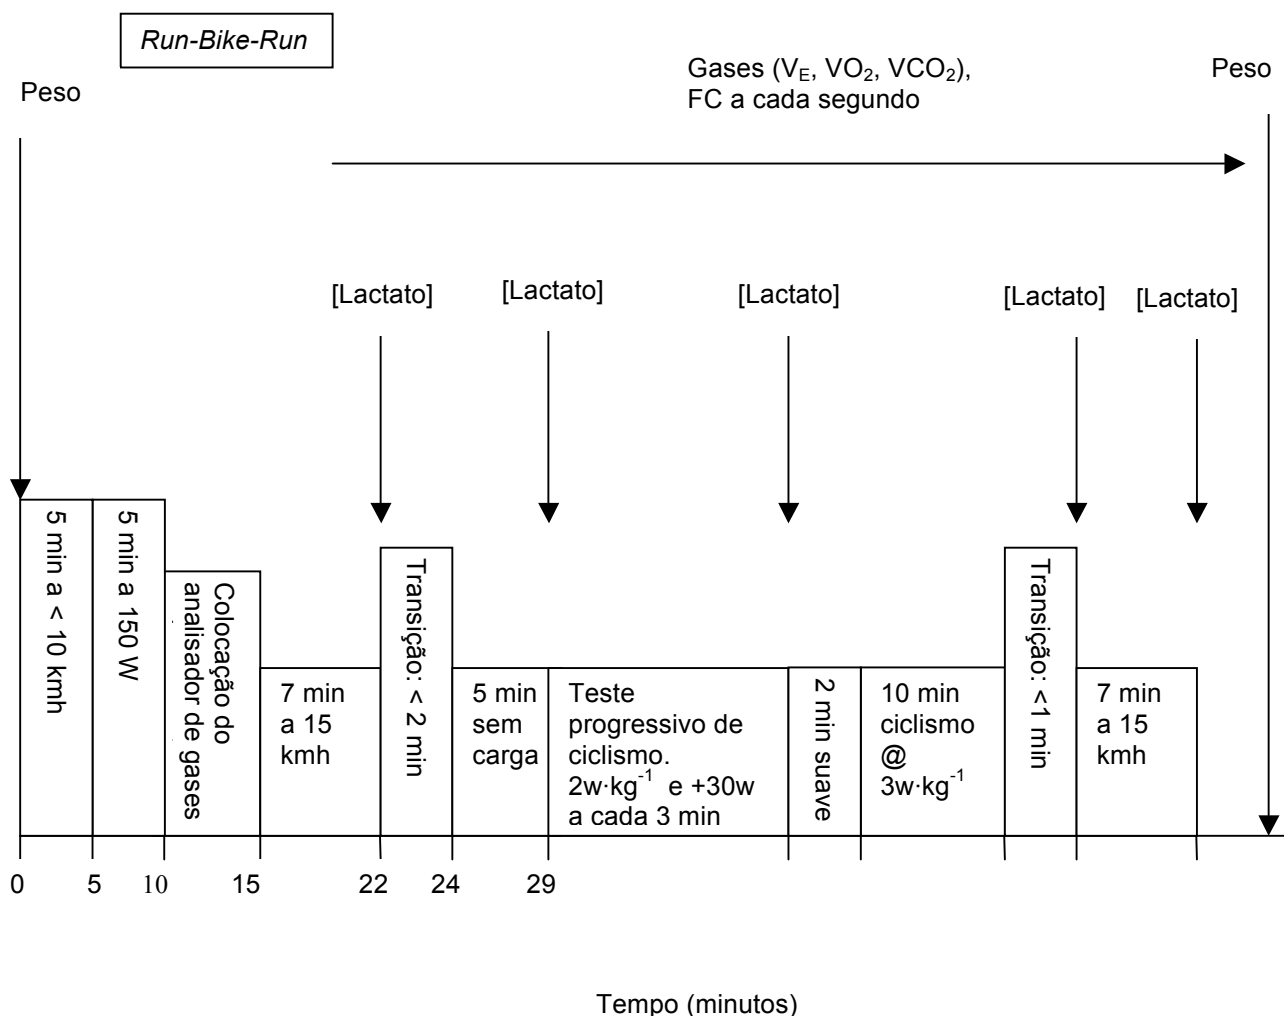 Run-Bike-Run
Peso
Gases (VE, VO2, VCO2),
FC a cada segundo
Peso
[Lactato]
[Lactato]
[Lactato]
[Lactato]
[Lactato]
5 min a < 10 kmh
5 min a 150 W
Colocação do
analisador de gases
7 min
a 15
kmh
Transição: < 2 min
5 min
sem
carga
Teste
progressivo de
ciclismo.
2w·kg-1 e +30w
a cada 3 min
2 min suave
10 min
ciclismo
@
3w·kg-1
Transição: <1 min
7 min
a 15
kmh
0 5 10 15 22 24 29
Tempo (minutos)